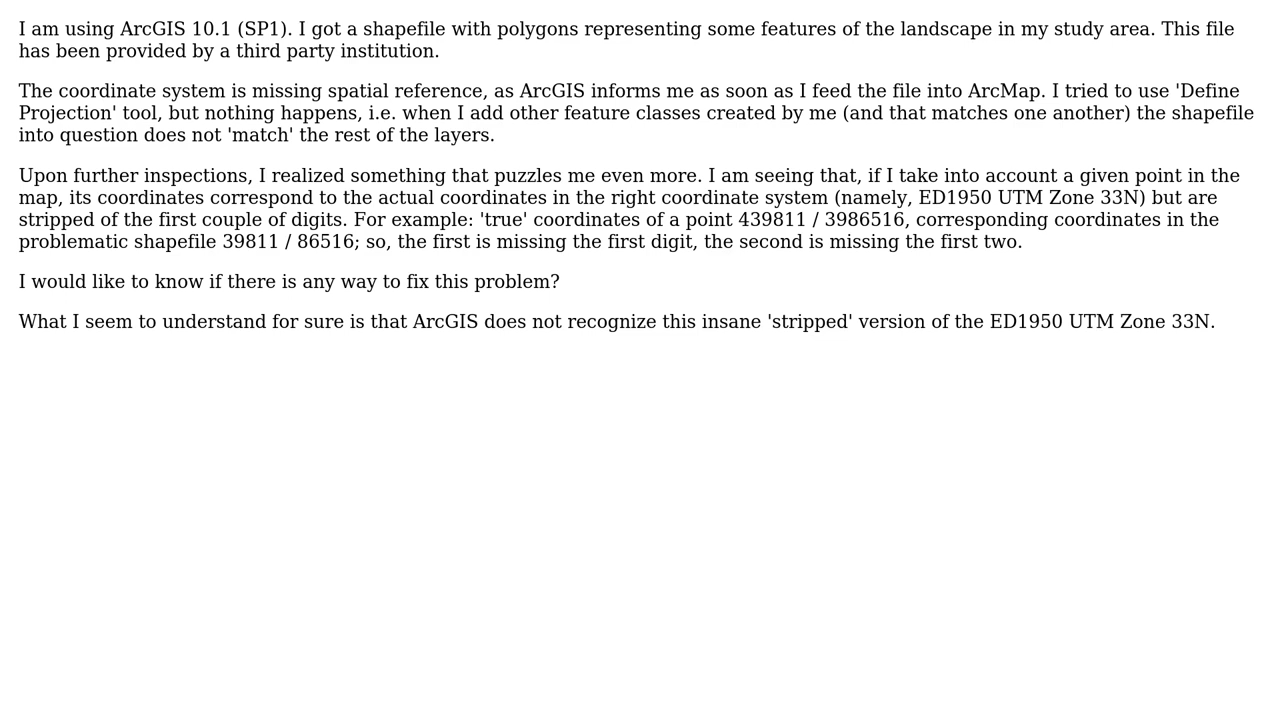 I am using ArcGIS 10.1 (SP1). I got a shapefile with polygons representing some features of the landscape in my study area. This file
has been provided by a third party institution.
The coordinate system is missing spatial reference, as ArcGIS informs me as soon as I feed the file into ArcMap. I tried to use 'Define
Projection' tool, but nothing happens, i.e. when I add other feature classes created by me (and that matches one another) the shapefile
into question does not 'match' the rest of the layers.
Upon further inspections, I realized something that puzzles me even more. I am seeing that, if I take into account a given point in the
map, its coordinates correspond to the actual coordinates in the right coordinate system (namely, ED1950 UTM Zone 33N) but are
stripped of the first couple of digits. For example: 'true' coordinates of a point 439811 / 3986516, corresponding coordinates in the
problematic shapefile 39811 / 86516; so, the first is missing the first digit, the second is missing the first two.
I would like to know if there is any way to fix this problem?
What I seem to understand for sure is that ArcGIS does not recognize this insane 'stripped' version of the ED1950 UTM Zone 33N.